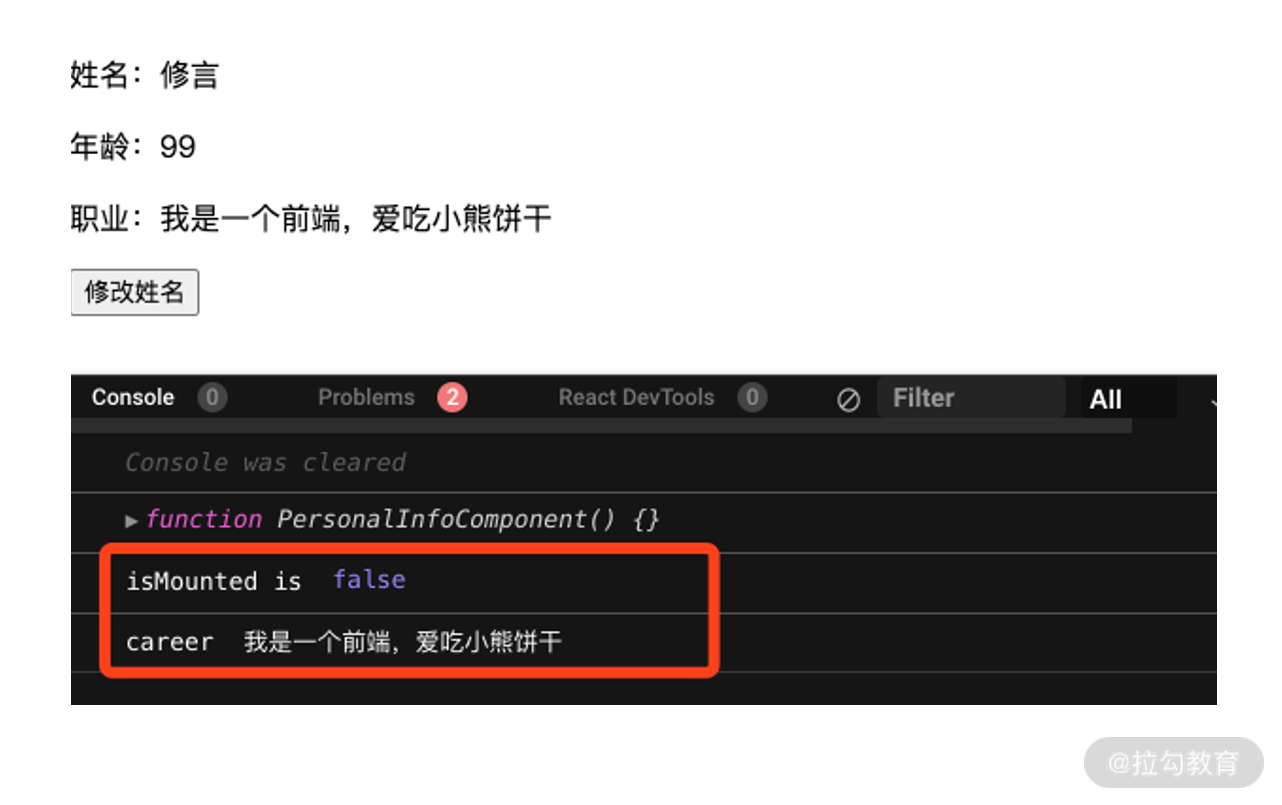 姓名：修言
年龄：99
职业：我是一个前端，爱吃小熊饼干
修改姓名
Console 0 Problems 2 React DevTools 0 Filter All
Console was cleared
function PersonalInfoComponent() {}
isMounted is false
career 我是一个前端，爱吃小熊饼干
@拉勾教育